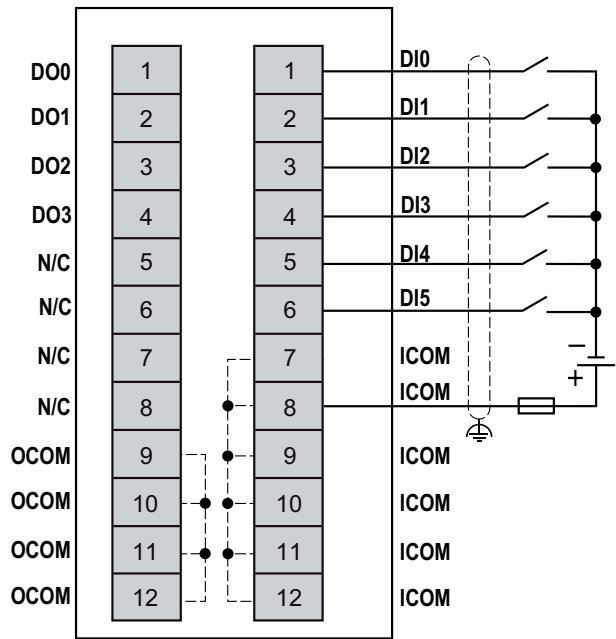 DO0 1 1 DI0
DO1 2 2 DI1
DO2 3 3 DI2
DO3 4 4 DI3
N/C 5 5 DI4
N/C 6 6 DI5
N/C 7 7 ICOM
N/C 8 8 ICOM
OCOM 9 9 ICOM
OCOM 10 10 ICOM
OCOM 11 11 ICOM
OCOM 12 12 ICOM
−
+